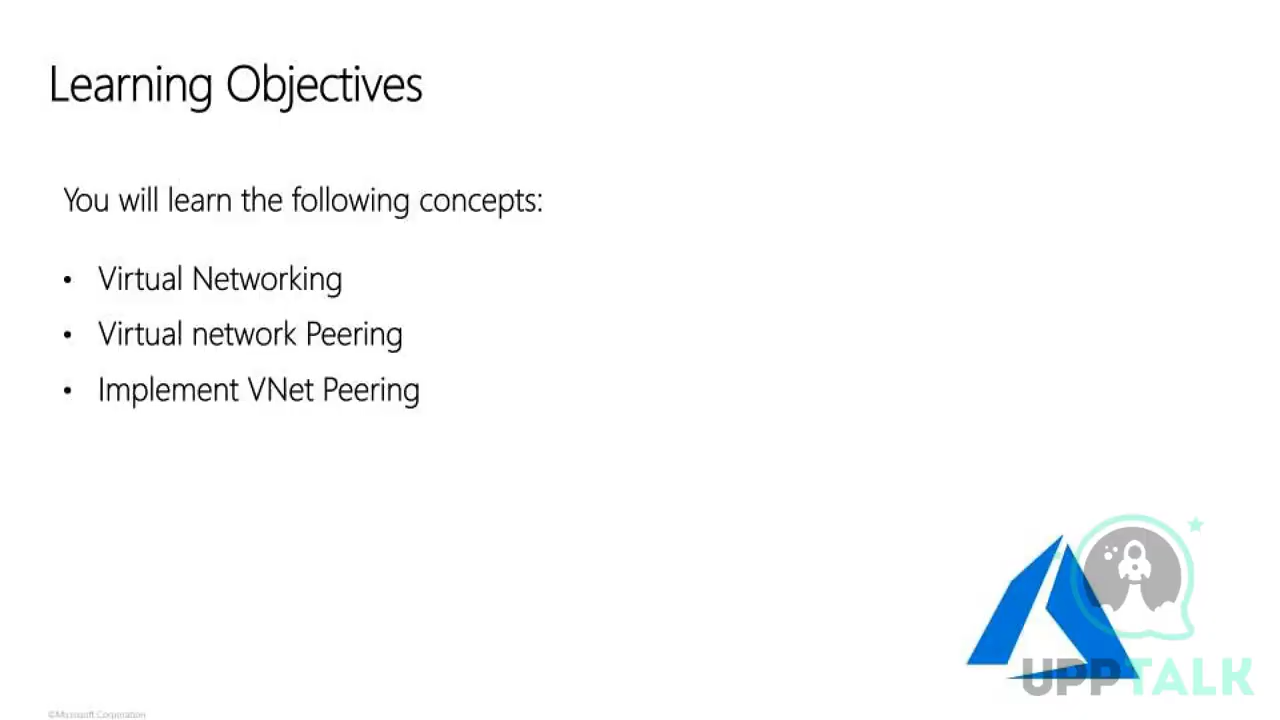 Learning Objectives
You will learn the following concepts:
• Virtual Networking
• Virtual network Peering
• Implement VNet Peering
UPPTALK
©Microsoft Corporation